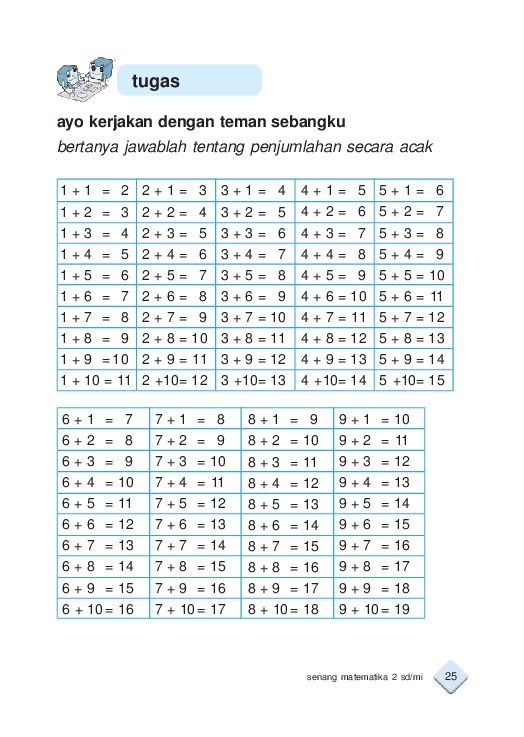 tugas
ayo kerjakan dengan teman sebangku
bertanya jawablah tentang penjumlahan secara acak
1 + 1 = 2 2 + 1 = 3 3 + 1 = 4 4 + 1 = 5 5 + 1 = 6
1 + 2 = 3 2 + 2 = 4 3 + 2 = 5 4 + 2 = 6 5 + 2 = 7
1 + 3 = 4 2 + 3 = 5 3 + 3 = 6 4 + 3 = 7 5 + 3 = 8
1 + 4 = 5 2 + 4 = 6 3 + 4 = 7 4 + 4 = 8 5 + 4 = 9
1 + 5 = 6 2 + 5 = 7 3 + 5 = 8 4 + 5 = 9 5 + 5 = 10
1 + 6 = 7 2 + 6 = 8 3 + 6 = 9 4 + 6 = 10 5 + 6 = 11
1 + 7 = 8 2 + 7 = 9 3 + 7 = 10 4 + 7 = 11 5 + 7 = 12
1 + 8 = 9 2 + 8 = 10 3 + 8 = 11 4 + 8 = 12 5 + 8 = 13
1 + 9 =10 2 + 9 = 11 3 + 9 = 12 4 + 9 = 13 5 + 9 = 14
1 + 10 = 11 2 +10= 12 3 +10= 13 4 +10= 14 5 +10= 15
6 + 1 = 7 7 + 1 = 8 8 + 1 = 9 9 + 1 = 10
6 + 2 = 8 7 + 2 = 9 8 + 2 = 10 9 + 2 = 11
6 + 3 = 9 7 + 3 = 10 8 + 3 = 11 9 + 3 = 12
6 + 4 = 10 7 + 4 = 11 8 + 4 = 12 9 + 4 = 13
6 + 5 = 11 7 + 5 = 12 8 + 5 = 13 9 + 5 = 14
6 + 6 = 12 7 + 6 = 13 8 + 6 = 14 9 + 6 = 15
6 + 7 = 13 7 + 7 = 14 8 + 7 = 15 9 + 7 = 16
6 + 8 = 14 7 + 8 = 15 8 + 8 = 16 9 + 8 = 17
6 + 9 = 15 7 + 9 = 16 8 + 9 = 17 9 + 9 = 18
6 + 10 = 16 7 + 10 = 17 8 + 10 = 18 9 + 10 = 19
senang matematika 2 sd/mi 25